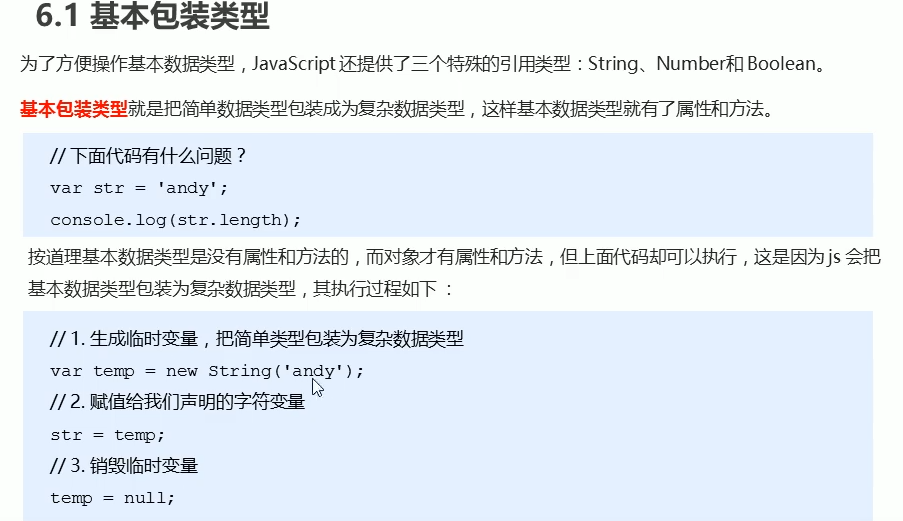 6.1 基本包装类型
为了方便操作基本数据类型，JavaScript 还提供了三个特殊的引用类型：String、Number和 Boolean。
基本包装类型就是把简单数据类型包装成为复杂数据类型，这样基本数据类型就有了属性和方法。
// 下面代码有什么问题？
var str = 'andy';
console.log(str.length);
按道理基本数据类型是没有属性和方法的，而对象才有属性和方法，但上面代码却可以执行，这是因为 js 会把
基本数据类型包装为复杂数据类型，其执行过程如下 ：
// 1. 生成临时变量，把简单类型包装为复杂数据类型
var temp = new String('andy');
// 2. 赋值给我们声明的字符变量
str = temp;
// 3. 销毁临时变量
temp = null;